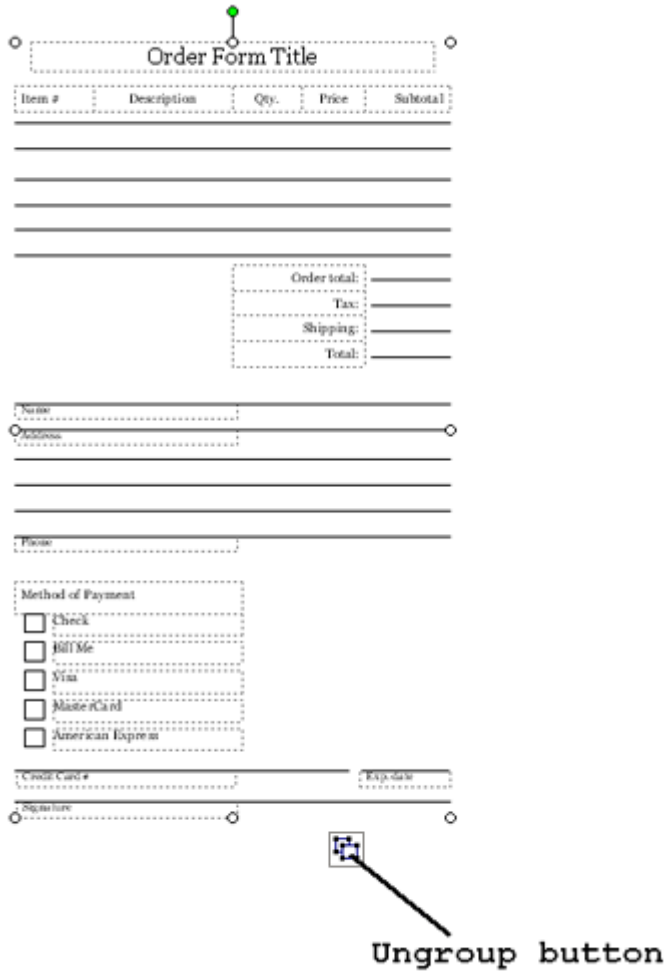 Order Form Title
Item # Description Qty. Price Subtotal
Order total:
Tax:
Shipping:
Total:
Name
Address
Phone
Method of Payment
Check
Bill Me
Visa
MasterCard
American Express
Credit Card # Exp. date
Signature
Ungroup button